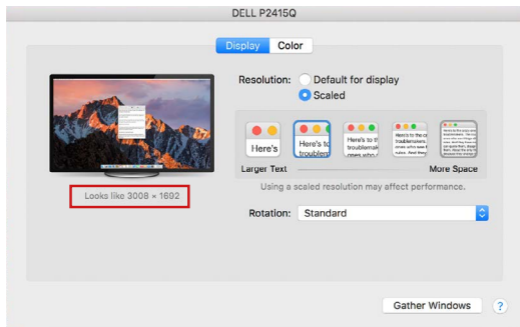 DELL P2415Q
Display Color
Resolution: Default for display
Scaled
Here's
Larger Text More Space
Using a scaled resolution may affect performance.
Looks like 3008 × 1692
Rotation: Standard
Gather Windows ?